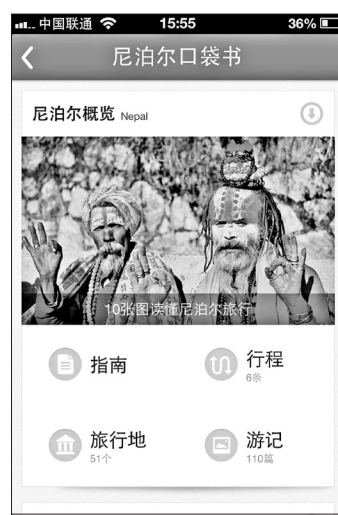 中国联通 15:55 36%
尼泊尔口袋书
尼泊尔概览 Nepal
10张图读懂尼泊尔旅行
指南
行程
6条
旅行地
51个
游记
110篇